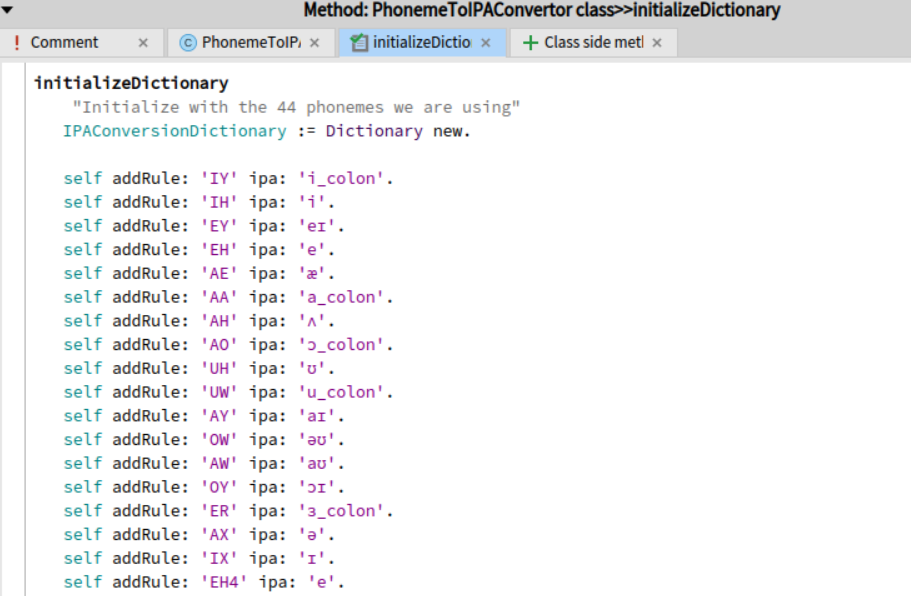 Method: PhonemeToIPAConvertor class>>initializeDictionary
! Comment × © PhonemeToIP × initializeDictio × + Class side met ×
initializeDictionary
"Initialize with the 44 phonemes we are using"
IPAConversionDictionary := Dictionary new.
self addRule: 'IY' ipa: 'i_colon'.
self addRule: 'IH' ipa: 'i'.
self addRule: 'EY' ipa: 'eɪ'.
self addRule: 'EH' ipa: 'e'.
self addRule: 'AE' ipa: 'æ'.
self addRule: 'AA' ipa: 'a_colon'.
self addRule: 'AH' ipa: 'ʌ'.
self addRule: 'AO' ipa: 'ɔ_colon'.
self addRule: 'UH' ipa: 'ʊ'.
self addRule: 'UW' ipa: 'u_colon'.
self addRule: 'AY' ipa: 'aɪ'.
self addRule: 'OW' ipa: 'əʊ'.
self addRule: 'AW' ipa: 'aʊ'.
self addRule: 'OY' ipa: 'ɔɪ'.
self addRule: 'ER' ipa: 'ɜ_colon'.
self addRule: 'AX' ipa: 'ə'.
self addRule: 'IX' ipa: 'ɪ'.
self addRule: 'EH4' ipa: 'e'.